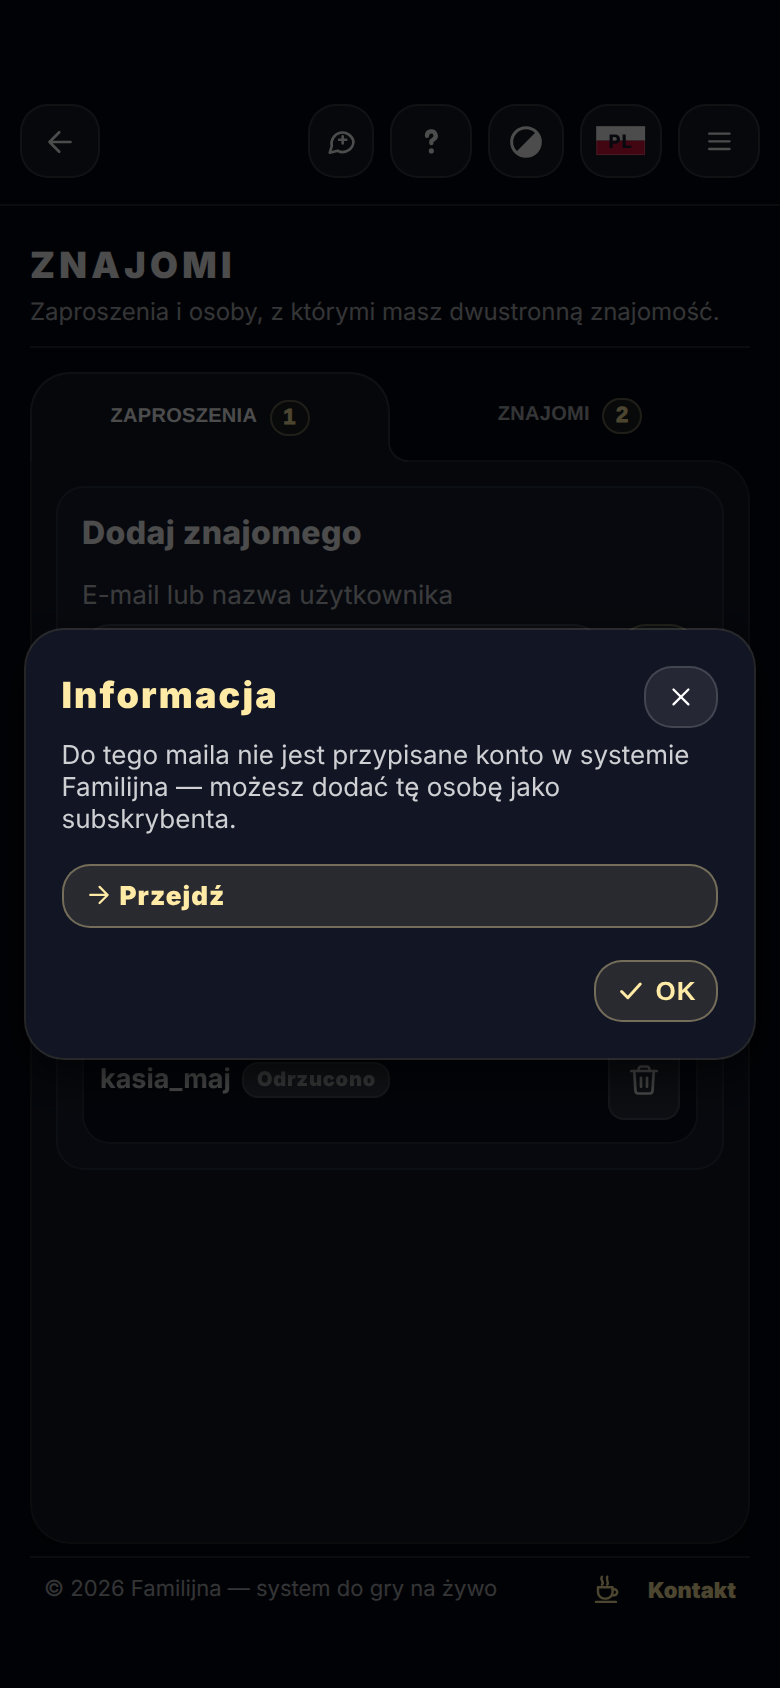 PL
ZNAJOMI
Zaproszenia i osoby, z którymi masz dwustronną znajomość.
ZAPROSZENIA 1
ZNAJOMI 2
Dodaj znajomego
E-mail lub nazwa użytkownika
Informacja
Do tego maila nie jest przypisane konto w systemie
Familijna — możesz dodać tę osobę jako
subskrybenta.
Przejdź
OK
kasia_maj Odrzucono
© 2026 Familijna — system do gry na żywo
Kontakt